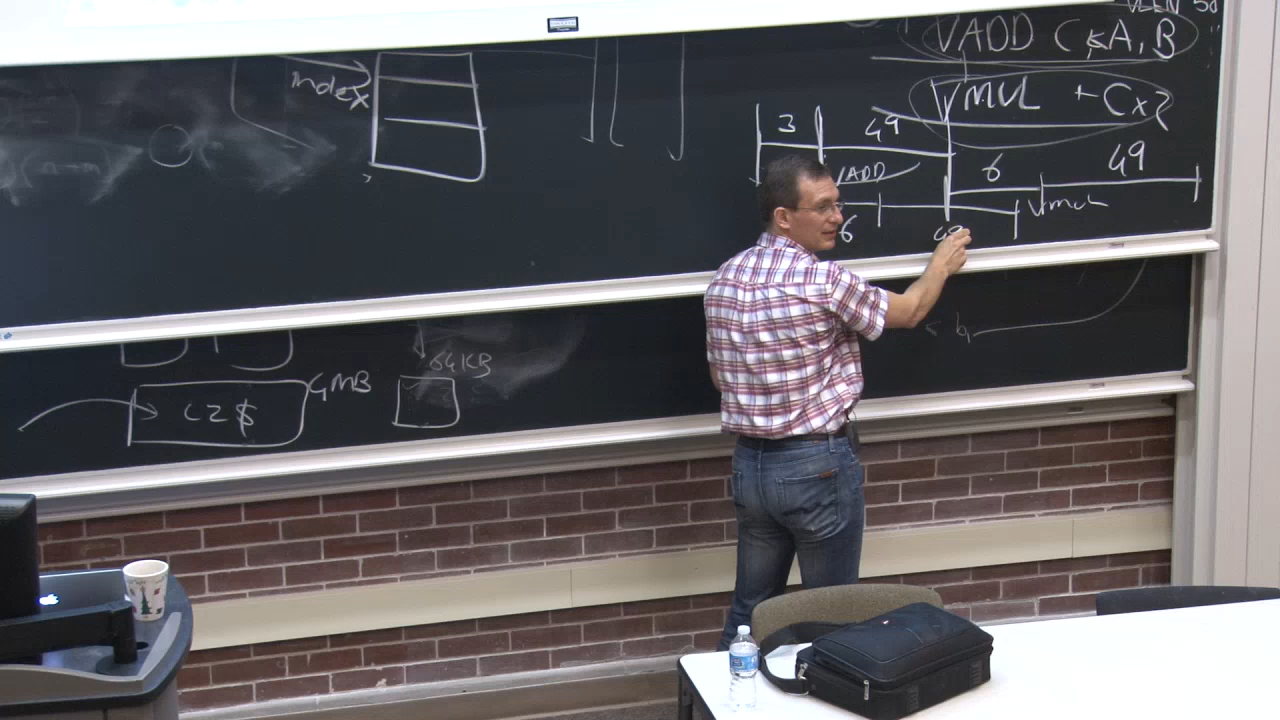 VLEN 50
VADD C←A, B
VMUL ←C×2
Index
3
49
VADD
6
49
VMUL
6
49
64KB
4MB
L2 $